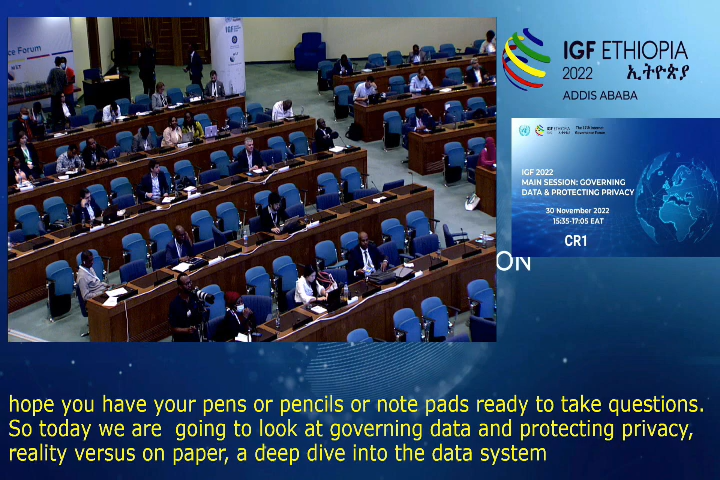 ce Forum
IGF ETHIOPIA
2022 ኢትዮጵያ
ADDIS ABABA
IGF 2022
MAIN SESSION: GOVERNING
DATA & PROTECTING PRIVACY
30 November 2022
15:35-17:05 EAT
CR1
ON
hope you have your pens or pencils or note pads ready to take questions.
So today we are going to look at governing data and protecting privacy,
reality versus on paper, a deep dive into the data system